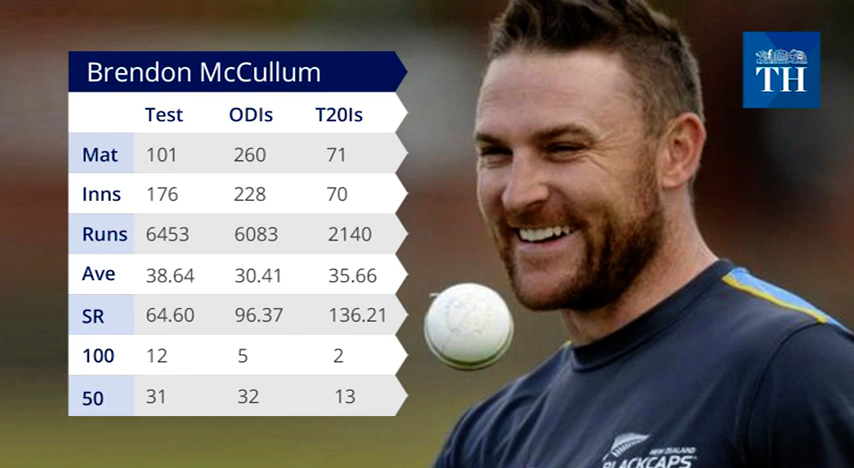 Brendon McCullum
Test ODIs T20Is
Mat 101 260 71
Inns 176 228 70
Runs 6453 6083 2140
Ave 38.64 30.41 35.66
SR 64.60 96.37 136.21
100 12 5 2
50 31 32 13
TH
NEW ZEALAND
BLACKCAPS